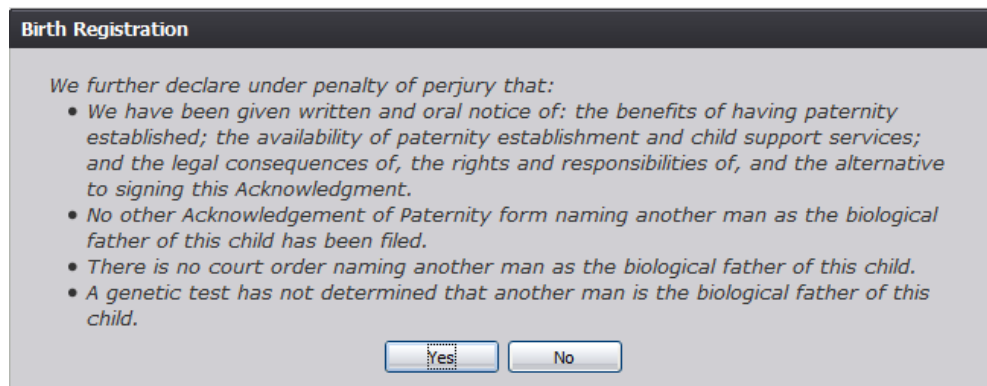 Birth Registration
We further declare under penalty of perjury that:
• We have been given written and oral notice of: the benefits of having paternity
established; the availability of paternity establishment and child support services;
and the legal consequences of, the rights and responsibilities of, and the alternative
to signing this Acknowledgment.
• No other Acknowledgement of Paternity form naming another man as the biological
father of this child has been filed.
• There is no court order naming another man as the biological father of this child.
• A genetic test has not determined that another man is the biological father of this
child.
Yes No